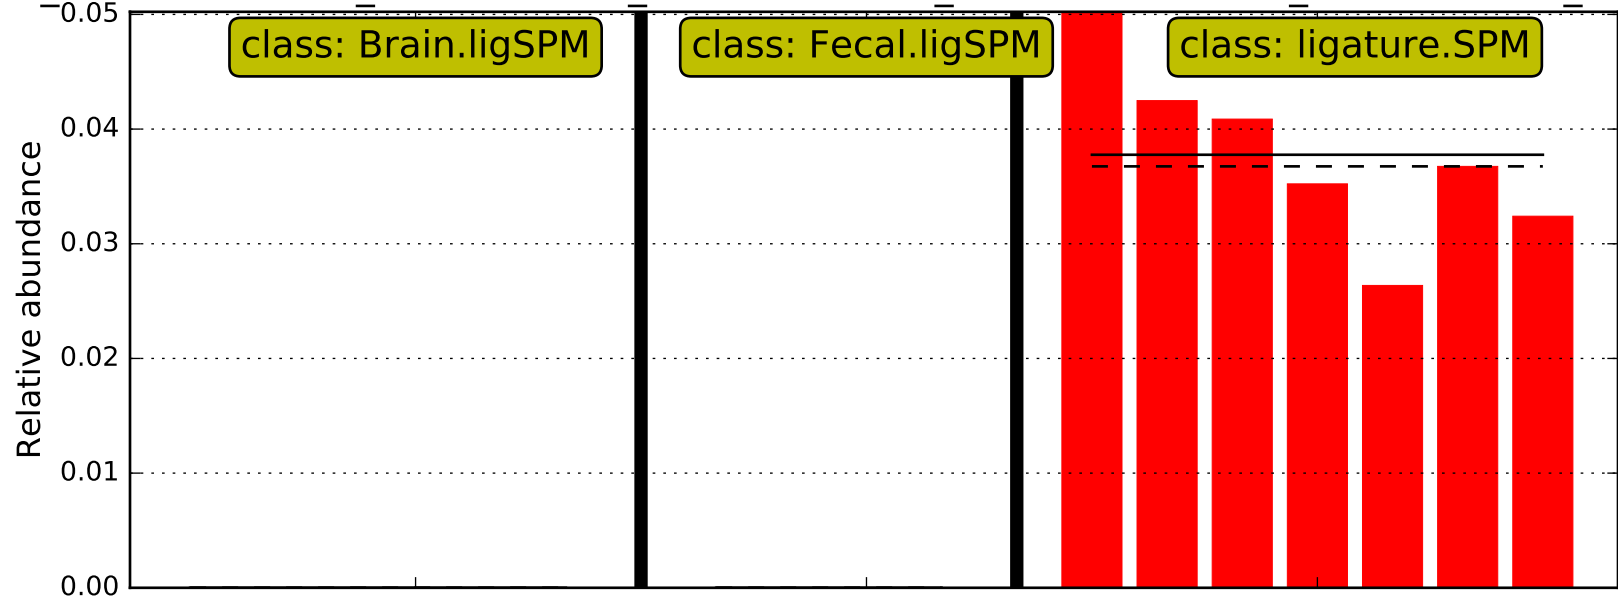 class: Brain.ligSPM
class: Fecal.ligSPM
class: ligature.SPM
Relative abundance
0.05
0.04
0.03
0.02
0.01
0.00